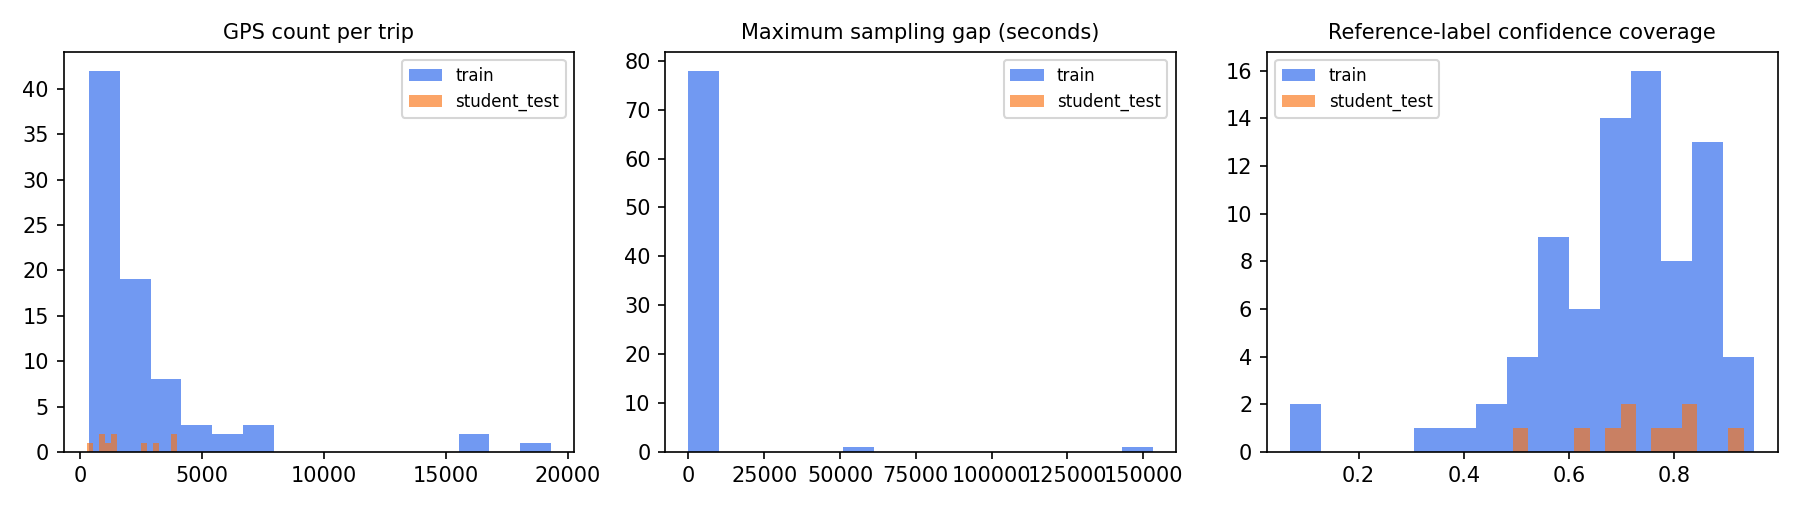 GPS count per trip
train
student_test
40
35
30
25
20
15
10
5
0
0 5000 10000 15000 20000
Maximum sampling gap (seconds)
train
student_test
80
70
60
50
40
30
20
10
0
0 25000 50000 75000 100000 125000 150000
Reference-label confidence coverage
train
student_test
16
14
12
10
8
6
4
2
0
0.2 0.4 0.6 0.8